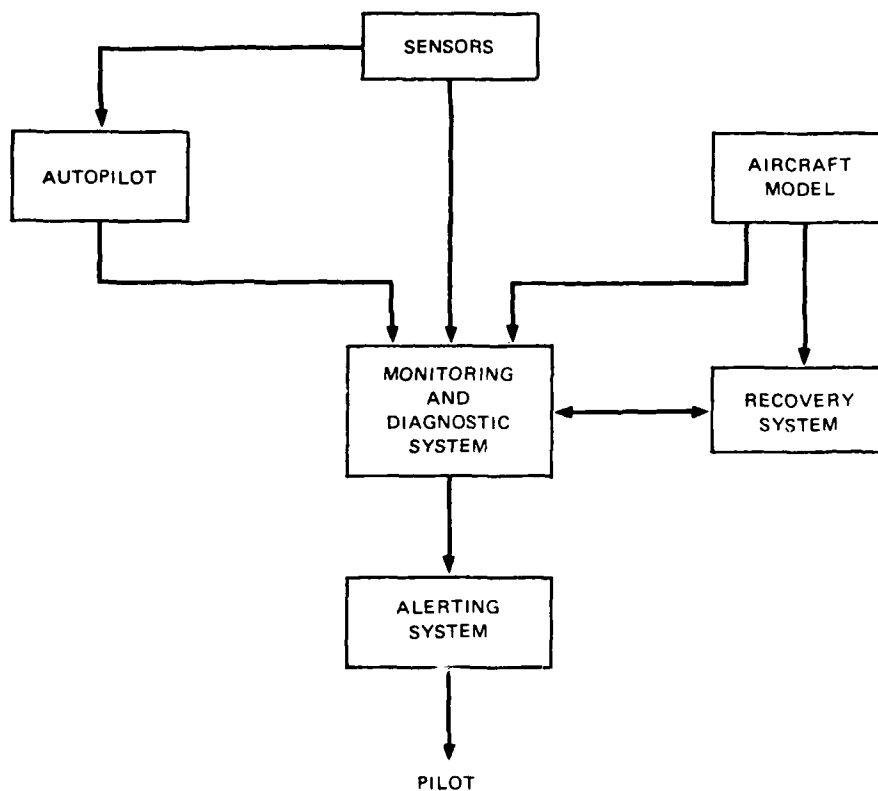 SENSORS
AUTOPILOT
AIRCRAFT
MODEL
MONITORING
AND
DIAGNOSTIC
SYSTEM
RECOVERY
SYSTEM
ALERTING
SYSTEM
PILOT